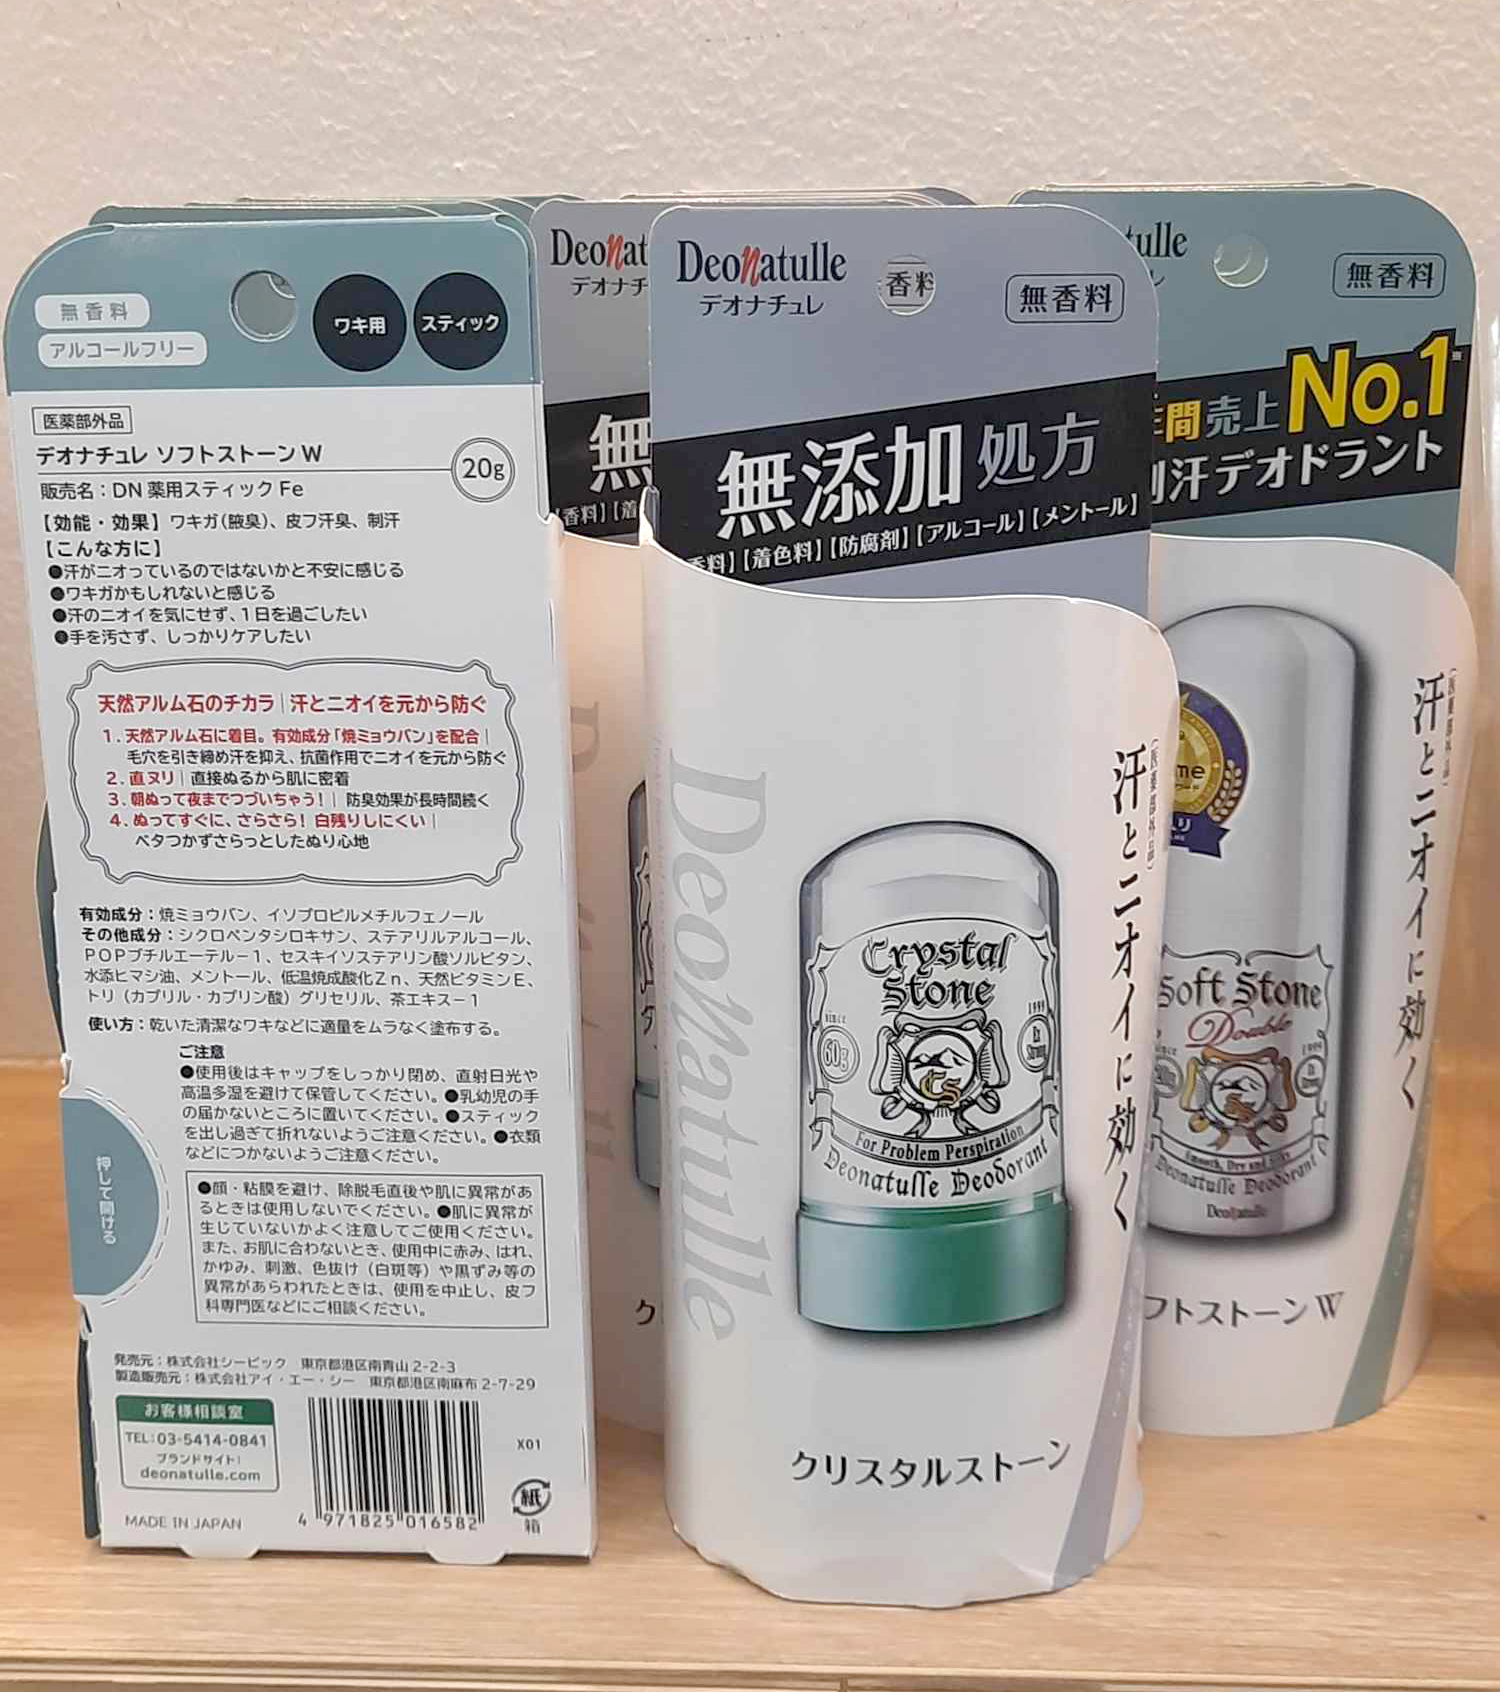 無香料
アルコールフリー
ワキ用
スティック
医薬部外品
デオナチュレ ソフトストーン W
20g
販売名：DN 薬用スティック Fe
【効能・効果】ワキガ（腋臭）、皮フ汗臭、制汗
【こんな方に】
●汗がニオっているのではないかと不安に感じる
●ワキガかもしれないと感じる
●汗のニオイを気にせず、1日を過ごしたい
●手を汚さず、しっかりケアしたい
天然アルム石のチカラ｜汗とニオイを元から防ぐ
1. 天然アルム石に着目。有効成分「焼ミョウバン」を配合｜
毛穴を引き締め汗を抑え、抗菌作用でニオイを元から防ぐ
2. 直ヌリ｜直接ぬるから肌に密着
3. 朝ぬって夜までつづいちゃう！｜防臭効果が長時間続く
4. ぬってすぐに、さらさら！白残りしにくい｜
ベタつかずさらっとしたぬり心地
有効成分：焼ミョウバン、イソプロピルメチルフェノール
その他成分：シクロペンタシロキサン、ステアリルアルコール、
POPブチルエーテル－1、セスキイソステアリン酸ソルビタン、
水添ヒマシ油、メントール、低温焼成酸化Zn、天然ビタミンE、
トリ（カプリル・カプリン酸）グリセリル、茶エキス－1
使い方：乾いた清潔なワキなどに適量をムラなく塗布する。
ご注意
●使用後はキャップをしっかり閉め、直射日光や
高温多湿を避けて保管してください。●乳幼児の手
の届かないところに置いてください。●スティック
を出し過ぎて折れないようご注意ください。●衣類
などにつかないようご注意ください。
●顔・粘膜を避け、除脱毛直後や肌に異常があ
るときは使用しないでください。●肌に異常が
生じていないかよく注意してご使用ください。
また、お肌に合わないとき、使用中に赤み、はれ、
かゆみ、刺激、色抜け（白斑等）や黒ずみ等の
異常があらわれたときは、使用を中止し、皮フ
科専門医などにご相談ください。
押して開ける
発売元：株式会社シービック 東京都港区南青山 2-2-3
製造販売元：株式会社アイ・エー・シー 東京都港区南麻布 2-7-29
お客様相談室
TEL：03-5414-0841
ブランドサイト：
deonatulle.com
MADE IN JAPAN
4 971825 016582
X01
紙
箱
Deonat
デオナチ
無
【香料】【着
ク
Deonatulle
デオナチュレ
香料
無香料
無添加処方
香料】【着色料】【防腐剤】【アルコール】【メントール】
Deonatulle
汗とニオイに効く
（医薬部外品）
Crystal
Stone
since
1999
60g
Ex
Strong
CS
For Problem Perspiration
Deonatulle Deodorant
クリスタルストーン
tulle
レ
無香料
間売上No.1
汗デオドラント
汗とニオイに効く
（医薬部外品）
me
Soft Stone
Double
since
1999
Smooth, Dry and Silky
Deonatulle Deodorant
Deonatulle
フトストーン W